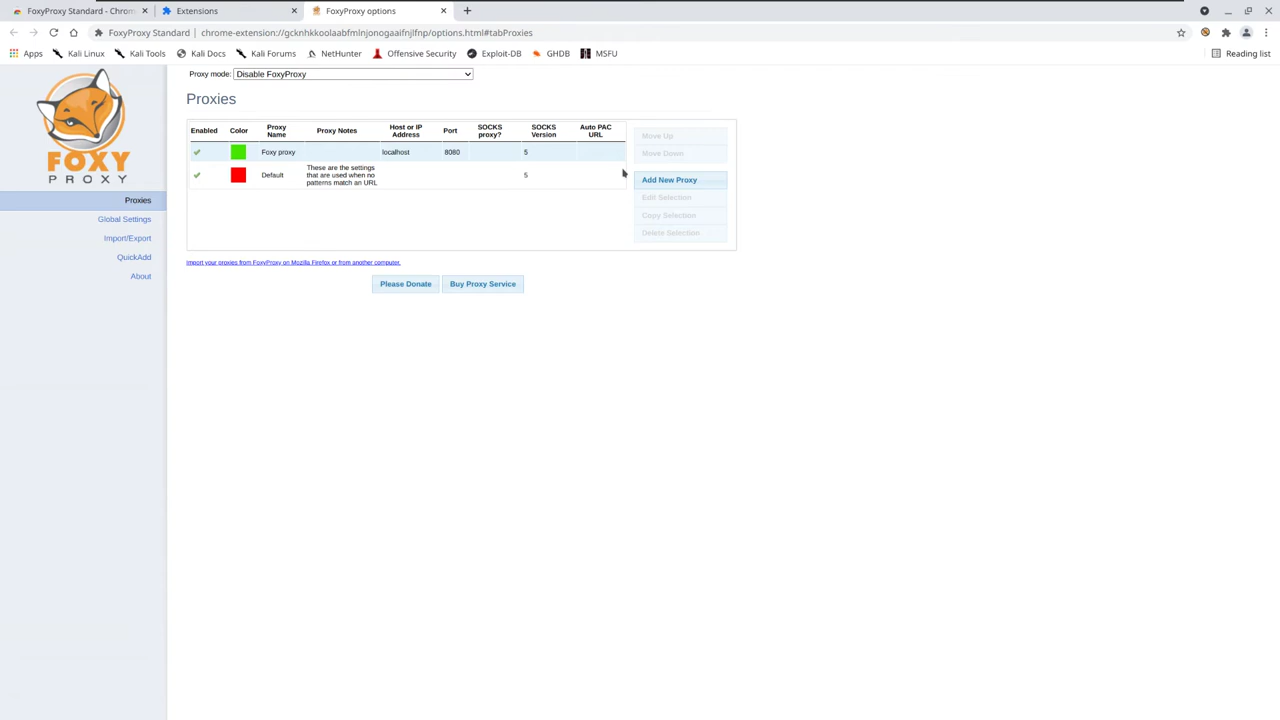 FoxyProxy Standard - Chrom
Extensions
FoxyProxy options
FoxyProxy Standard
chrome-extension://gcknhkkoolaabfmlnjonogaaifnjlfnp/options.html#tabProxies
Apps
Kali Linux
Kali Tools
Kali Docs
Kali Forums
NetHunter
Offensive Security
Exploit-DB
GHDB
MSFU
Reading list
Proxy mode: Disable FoxyProxy
FOXY
PROXY
Proxies
Global Settings
Import/Export
QuickAdd
About
Proxies
Enabled Color Proxy Name Proxy Notes Host or IP Address Port SOCKS proxy? SOCKS Version Auto PAC URL
Foxy proxy localhost 8080 5
Default These are the settings that are used when no patterns match an URL 5
Move Up
Move Down
Add New Proxy
Edit Selection
Copy Selection
Delete Selection
Import your proxies from FoxyProxy on Mozilla Firefox or from another computer.
Please Donate
Buy Proxy Service